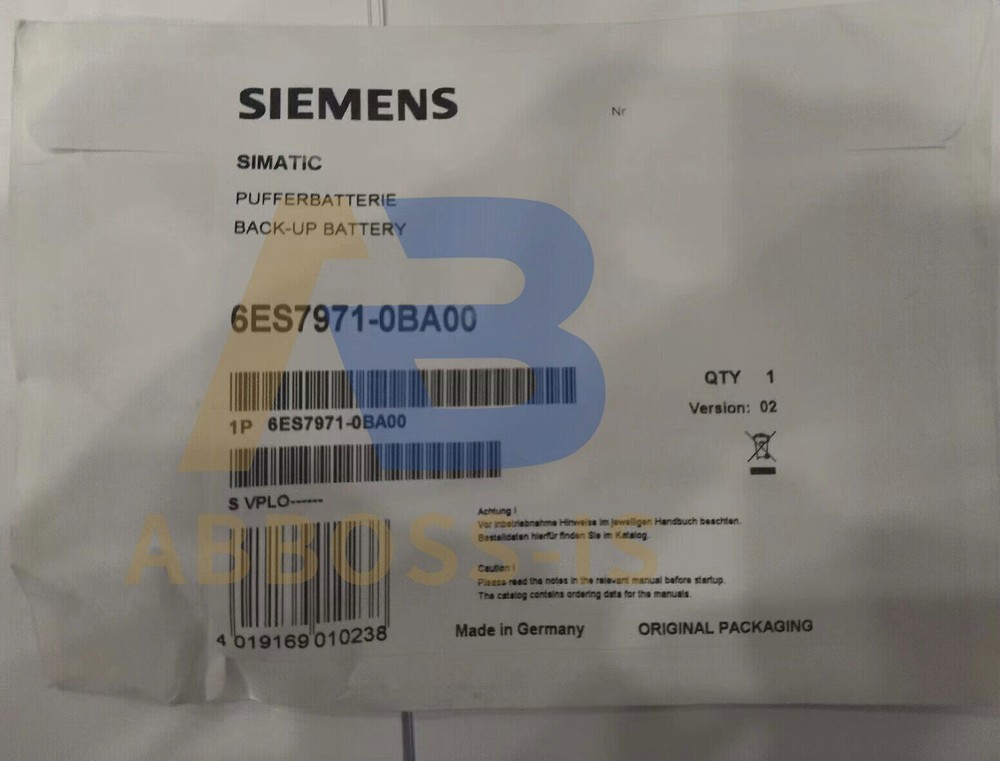 SIEMENS
Nr
SIMATIC
PUFFERBATTERIE
BACK-UP BATTERY
6ES7971-0BA00
QTY 1
Version: 02
1P 6ES7971-0BA00
S VPLO------
Achtung !
Vor Inbetriebnahme Hinweise im jeweiligen Handbuch beachten.
Bestelldaten hierfür finden Sie im Katalog.
Caution !
Please read the notes in the relevant manual before startup.
The catalog contains ordering data for the manuals.
4 019169 010238
Made in Germany
ORIGINAL PACKAGING
AB
ABBOSS-IS